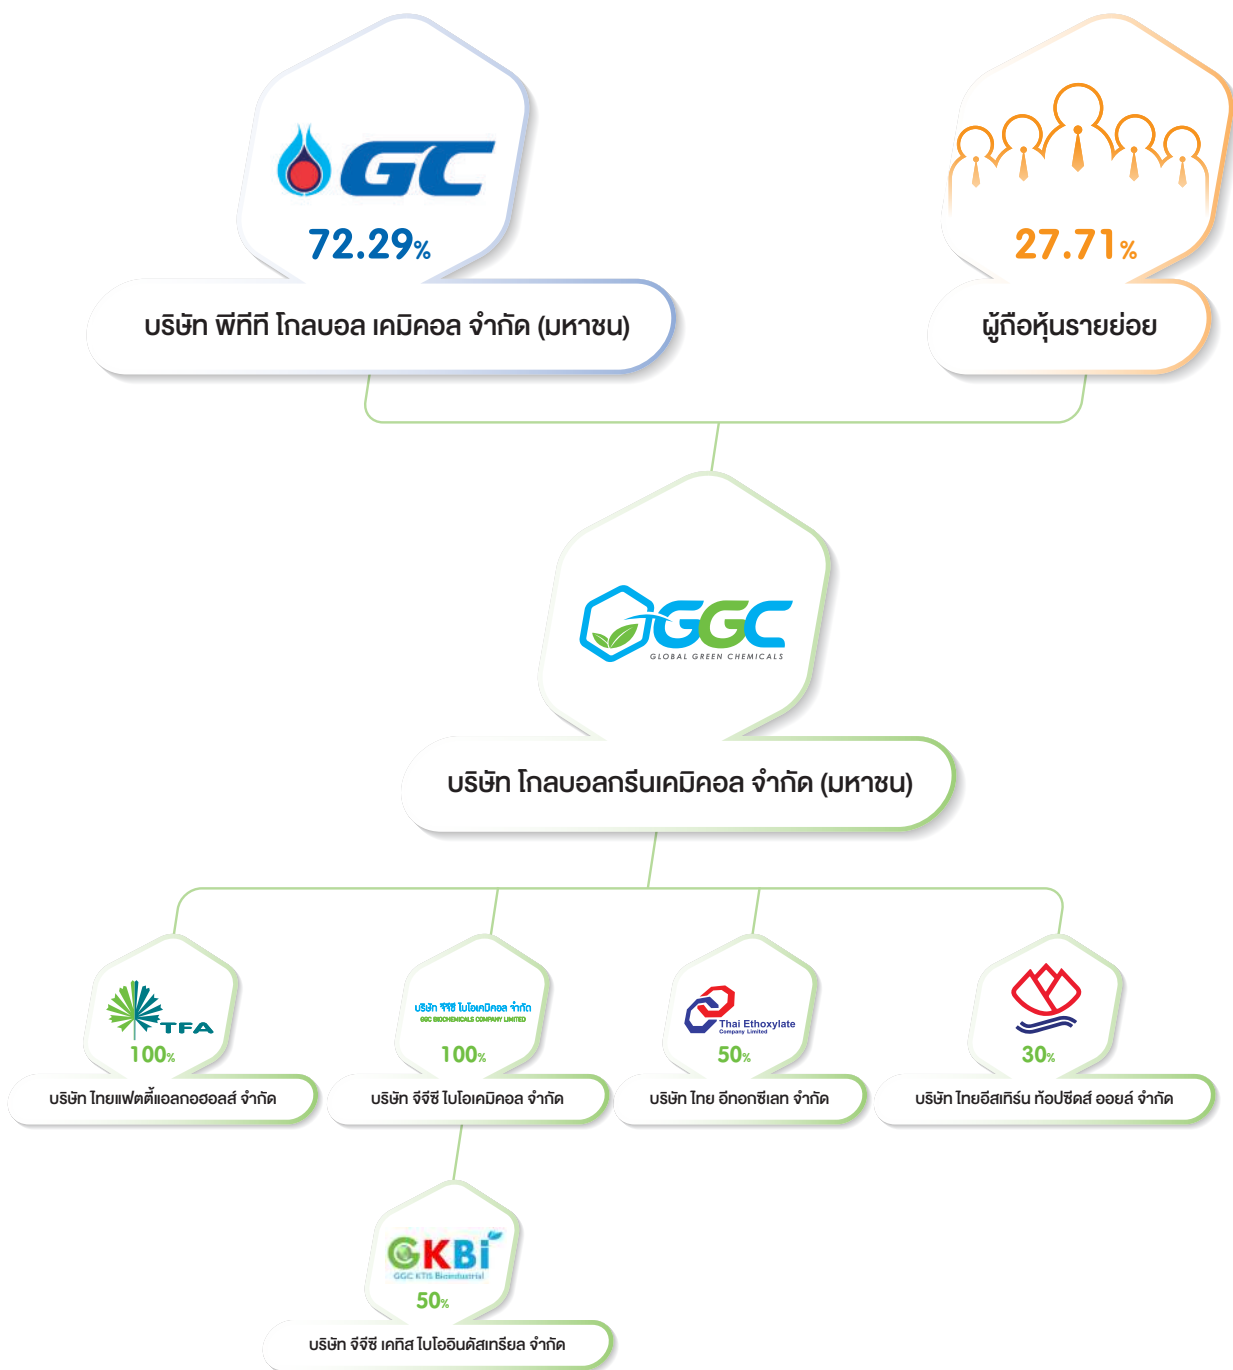 GC
72.29%
27.71%
บริษัท พีทีที โกลบอล เคมิคอล จำกัด (มหาชน)
ผู้ถือหุ้นรายย่อย
GGC
GLOBAL GREEN CHEMICALS
บริษัท โกลบอลกรีนเคมิคอล จำกัด (มหาชน)
TFA
100%
บริษัท ไทยแฟตตี้แอลกอฮอลส์ จำกัด
บริษัท จีจีซี ไบโอเคมิคอล จำกัด
GGC BIOCHEMICALS COMPANY LIMITED
100%
บริษัท จีจีซี ไบโอเคมิคอล จำกัด
Thai Ethoxylate
Company Limited
50%
บริษัท ไทย อีทอกซีเลท จำกัด
30%
บริษัท ไทยอีสเทิร์น ท้อปซีดส์ ออยล์ จำกัด
GKBi
GGC KTIS Bioindustrial
50%
บริษัท จีจีซี เคทิส ไบโออินดัสเทรียล จำกัด